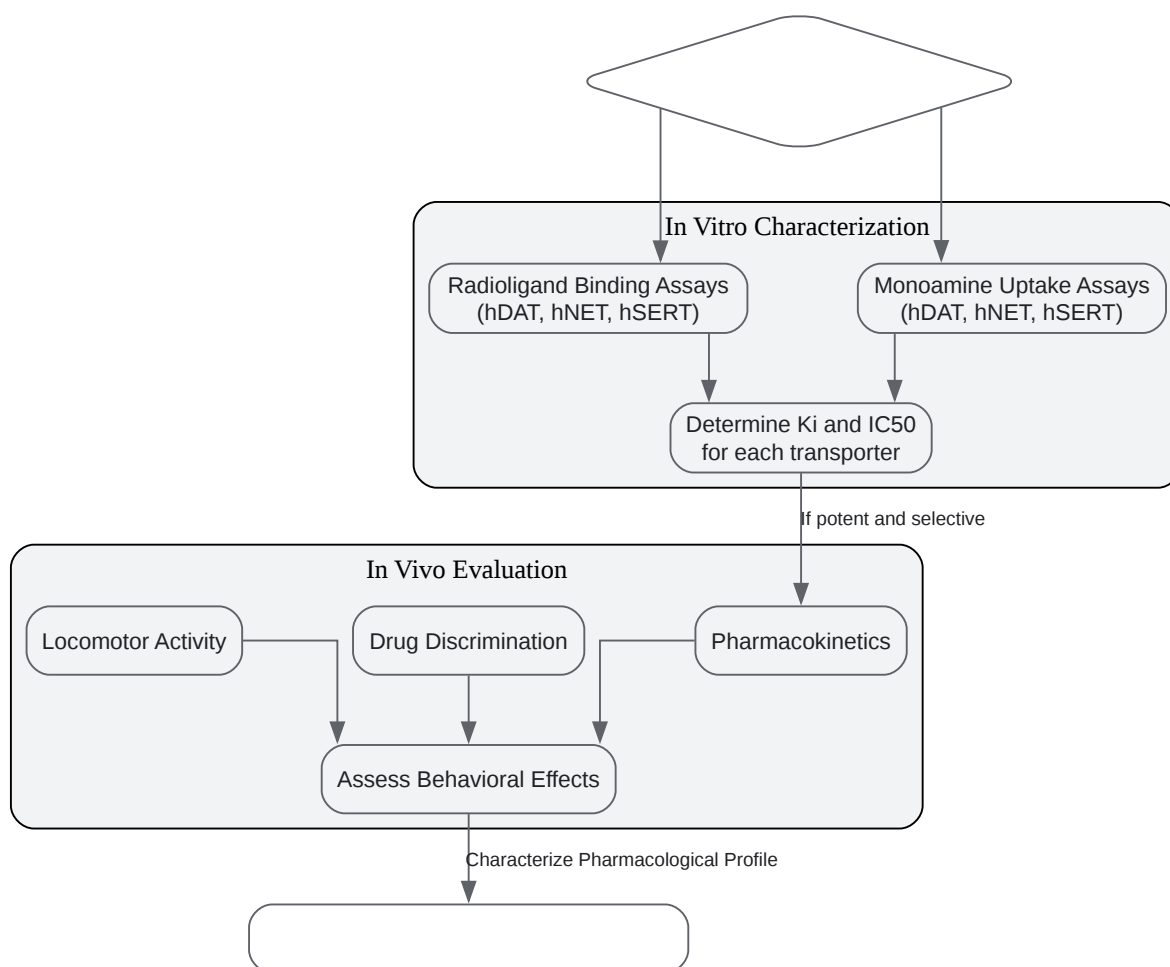 In Vitro Characterization
Radioligand Binding Assays
(hDAT, hNET, hSERT)
Monoamine Uptake Assays
(hDAT, hNET, hSERT)
Determine Ki and IC50
for each transporter
If potent and selective
In Vivo Evaluation
Locomotor Activity
Drug Discrimination
Pharmacokinetics
Assess Behavioral Effects
Characterize Pharmacological Profile